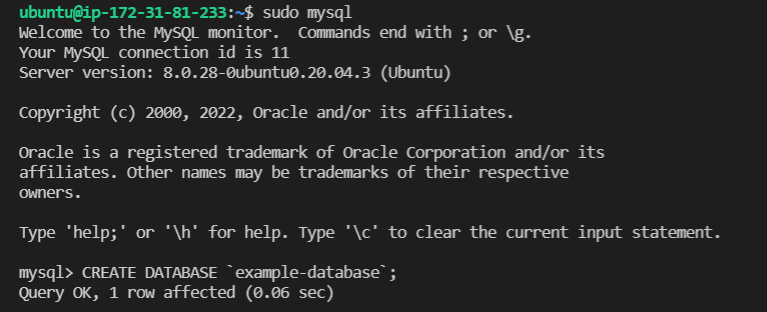 ubuntu@ip-172-31-81-233:~$ sudo mysql
Welcome to the MySQL monitor.  Commands end with ; or \g.
Your MySQL connection id is 11
Server version: 8.0.28-0ubuntu0.20.04.3 (Ubuntu)
Copyright (c) 2000, 2022, Oracle and/or its affiliates.
Oracle is a registered trademark of Oracle Corporation and/or its
affiliates. Other names may be trademarks of their respective
owners.
Type 'help;' or '\h' for help. Type '\c' to clear the current input statement.
mysql> CREATE DATABASE `example-database`;
Query OK, 1 row affected (0.06 sec)